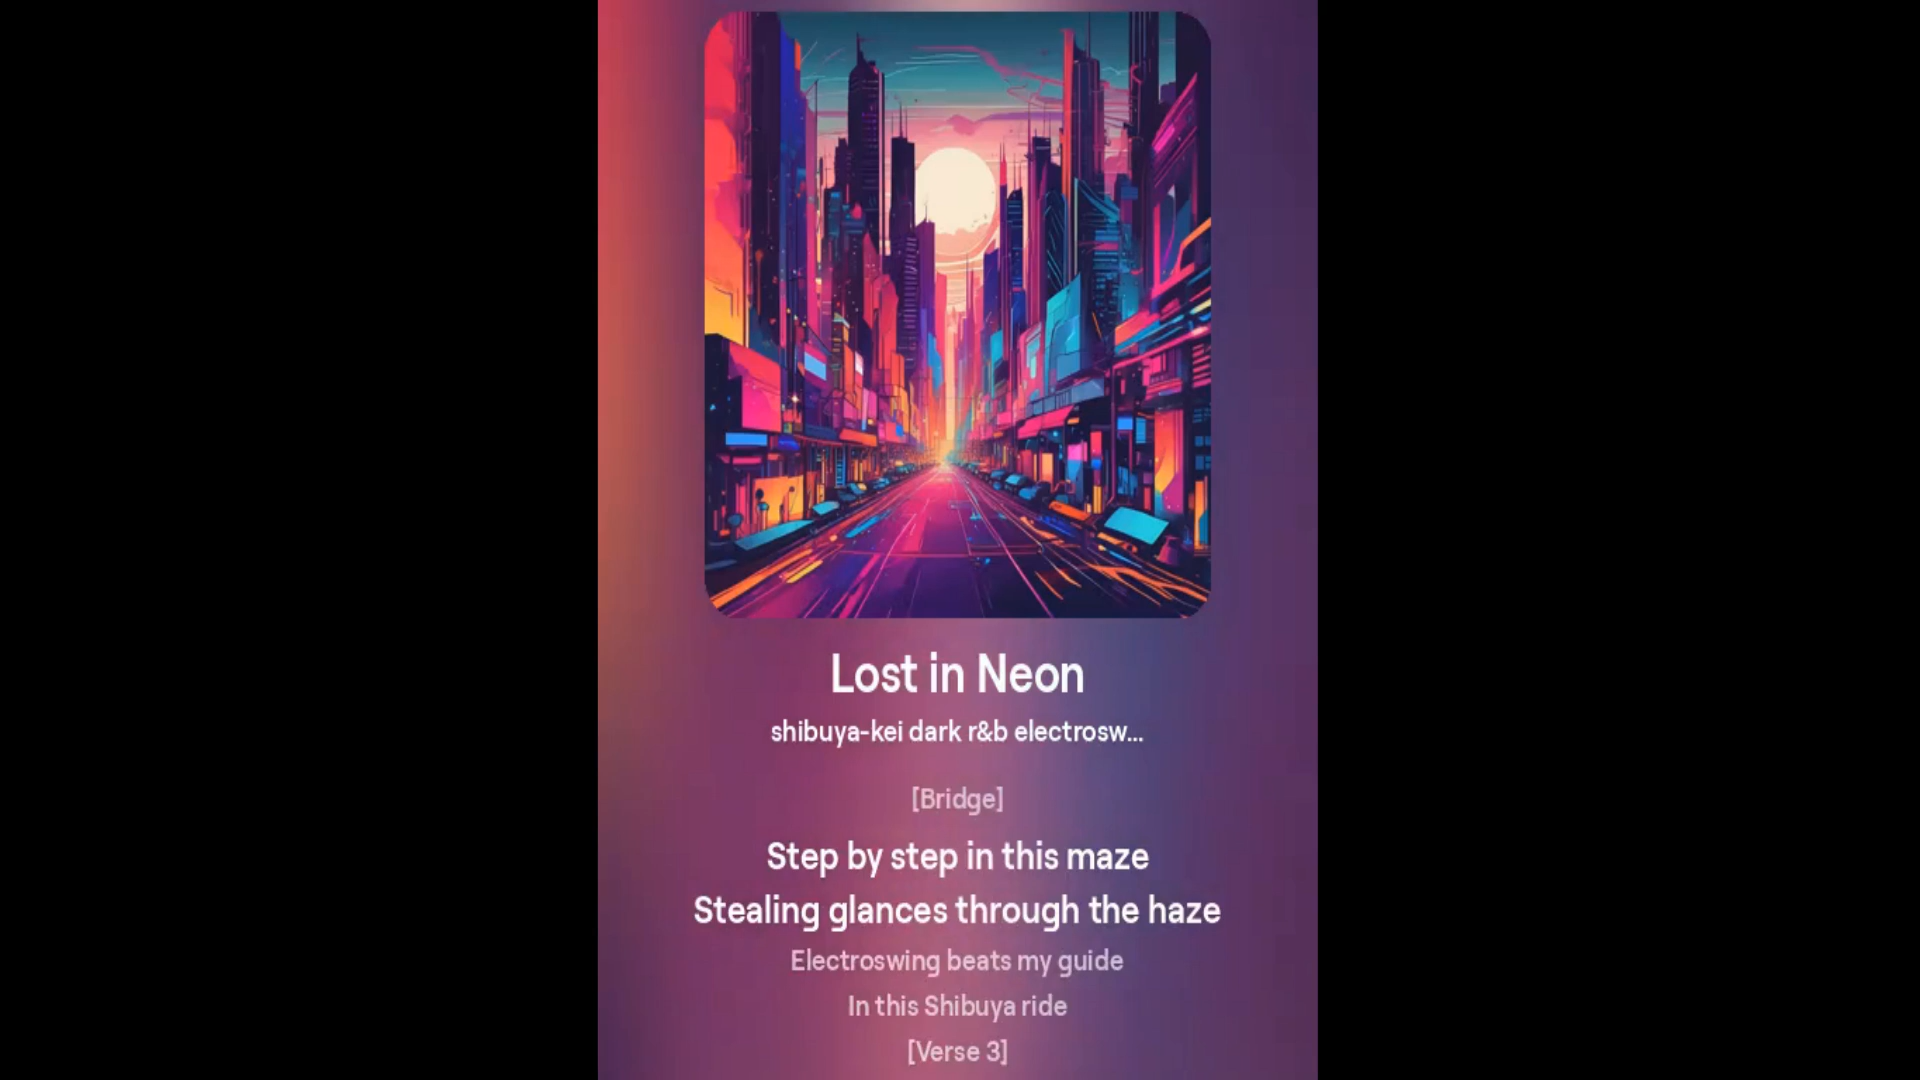 Lost in Neon
shibuya-kei dark r&b electrosw...
[Bridge]
Step by step in this maze
Stealing glances through the haze
Electroswing beats my guide
In this Shibuya ride
[Verse 3]